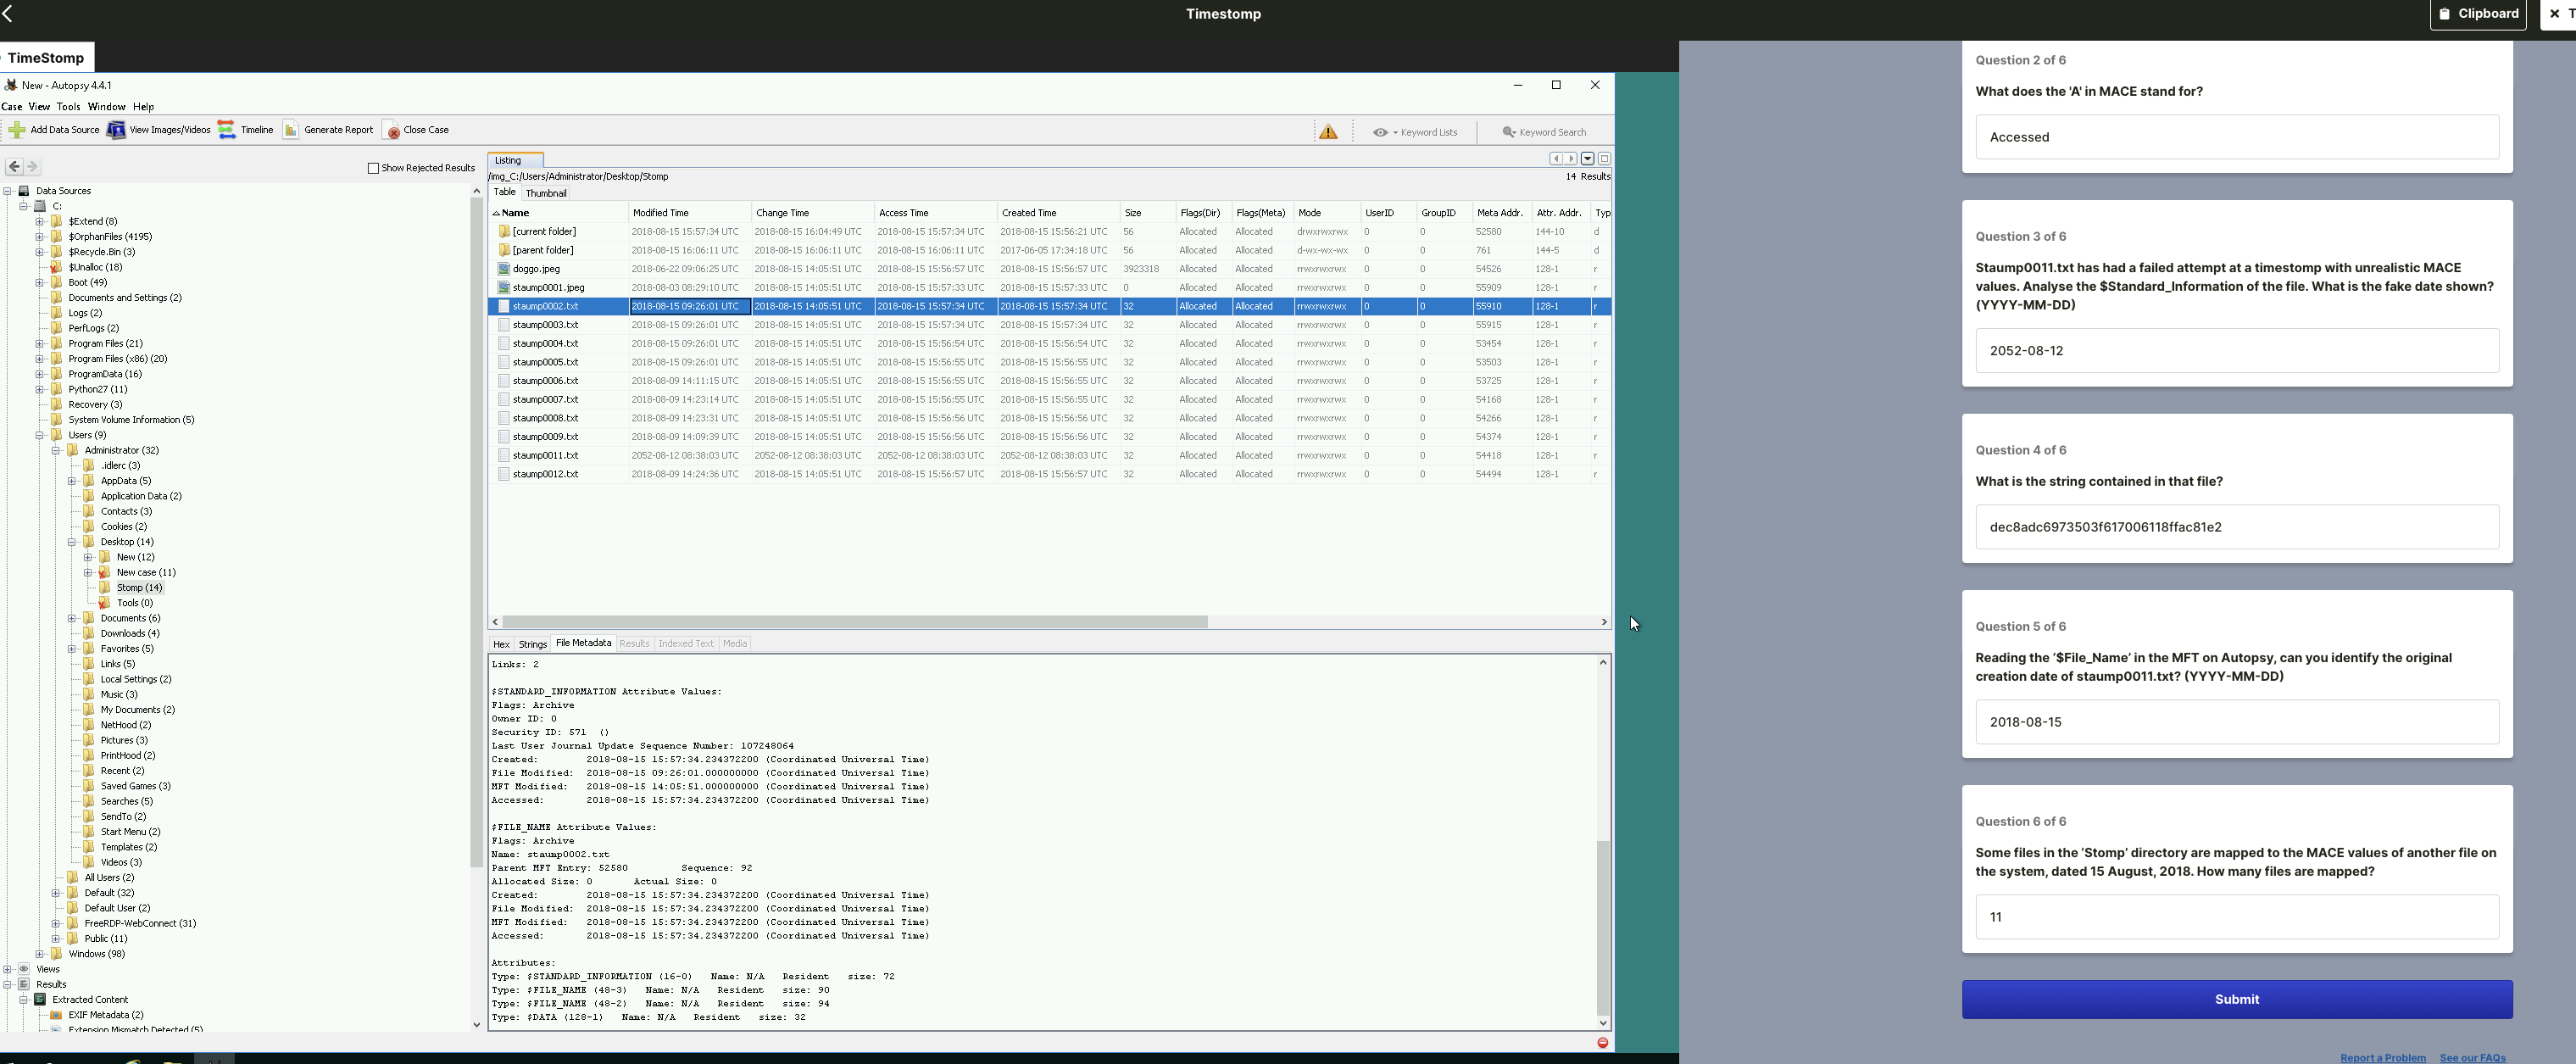 Timestomp
Clipboard
T
TimeStomp
New - Autopsy 4.4.1
Case View Tools Window Help
Add Data Source View Images/Videos Timeline Generate Report Close Case
Keyword Lists Keyword Search
Show Rejected Results
Data Sources
C:
$Extend (8)
$OrphanFiles (4195)
$Recycle.Bin (3)
$Unalloc (18)
Boot (49)
Documents and Settings (2)
Logs (2)
PerfLogs (2)
Program Files (21)
Program Files (x86) (20)
ProgramData (16)
Python27 (11)
Recovery (3)
System Volume Information (5)
Users (9)
Administrator (32)
.idlerc (3)
AppData (5)
Application Data (2)
Contacts (3)
Cookies (2)
Desktop (14)
New (12)
New case (11)
Stomp (14)
Tools (0)
Documents (6)
Downloads (4)
Favorites (5)
Links (5)
Local Settings (2)
Music (3)
My Documents (2)
NetHood (2)
Pictures (3)
PrintHood (2)
Recent (2)
Saved Games (3)
Searches (5)
SendTo (2)
Start Menu (2)
Templates (2)
Videos (3)
All Users (2)
Default (32)
Default User (2)
FreeRDP-WebConnect (31)
Public (11)
Windows (98)
Views
Results
Extracted Content
EXIF Metadata (2)
Extension Mismatch Detected (5)
Listing
/img_C:/Users/Administrator/Desktop/Stomp 14 Results
Table Thumbnail
Name Modified Time Change Time Access Time Created Time Size Flags(Dir) Flags(Meta) Mode UserID GroupID Meta Addr. Attr. Addr. Typ
[current folder] 2018-08-15 15:57:34 UTC 2018-08-15 16:04:49 UTC 2018-08-15 15:57:34 UTC 2018-08-15 15:56:21 UTC 56 Allocated Allocated drwxrwxrwx 0 0 52580 144-10 d
[parent folder] 2018-08-15 16:06:11 UTC 2018-08-15 16:06:11 UTC 2018-08-15 16:06:11 UTC 2017-06-05 17:34:18 UTC 56 Allocated Allocated d-wx-wx-wx 0 0 761 144-5 d
doggo.jpeg 2018-06-22 09:06:25 UTC 2018-08-15 14:05:51 UTC 2018-08-15 15:56:57 UTC 2018-08-15 15:56:57 UTC 3923318 Allocated Allocated rrwxrwxrwx 0 0 54526 128-1 r
staump0001.jpeg 2018-08-03 08:29:10 UTC 2018-08-15 14:05:51 UTC 2018-08-15 15:57:33 UTC 2018-08-15 15:57:33 UTC 0 Allocated Allocated rrwxrwxrwx 0 0 55909 128-1 r
staump0002.txt 2018-08-15 09:26:01 UTC 2018-08-15 14:05:51 UTC 2018-08-15 15:57:34 UTC 2018-08-15 15:57:34 UTC 32 Allocated Allocated rrwxrwxrwx 0 0 55910 128-1 r
staump0003.txt 2018-08-15 09:26:01 UTC 2018-08-15 14:05:51 UTC 2018-08-15 15:57:34 UTC 2018-08-15 15:57:34 UTC 32 Allocated Allocated rrwxrwxrwx 0 0 55915 128-1 r
staump0004.txt 2018-08-15 09:26:01 UTC 2018-08-15 14:05:51 UTC 2018-08-15 15:56:54 UTC 2018-08-15 15:56:54 UTC 32 Allocated Allocated rrwxrwxrwx 0 0 53454 128-1 r
staump0005.txt 2018-08-15 09:26:01 UTC 2018-08-15 14:05:51 UTC 2018-08-15 15:56:55 UTC 2018-08-15 15:56:55 UTC 32 Allocated Allocated rrwxrwxrwx 0 0 53503 128-1 r
staump0006.txt 2018-08-09 14:11:15 UTC 2018-08-15 14:05:51 UTC 2018-08-15 15:56:55 UTC 2018-08-15 15:56:55 UTC 32 Allocated Allocated rrwxrwxrwx 0 0 53725 128-1 r
staump0007.txt 2018-08-09 14:23:14 UTC 2018-08-15 14:05:51 UTC 2018-08-15 15:56:55 UTC 2018-08-15 15:56:55 UTC 32 Allocated Allocated rrwxrwxrwx 0 0 54168 128-1 r
staump0008.txt 2018-08-09 14:23:31 UTC 2018-08-15 14:05:51 UTC 2018-08-15 15:56:56 UTC 2018-08-15 15:56:56 UTC 32 Allocated Allocated rrwxrwxrwx 0 0 54266 128-1 r
staump0009.txt 2018-08-09 14:09:39 UTC 2018-08-15 14:05:51 UTC 2018-08-15 15:56:56 UTC 2018-08-15 15:56:56 UTC 32 Allocated Allocated rrwxrwxrwx 0 0 54374 128-1 r
staump0011.txt 2052-08-12 08:38:03 UTC 2052-08-12 08:38:03 UTC 2052-08-12 08:38:03 UTC 2052-08-12 08:38:03 UTC 32 Allocated Allocated rrwxrwxrwx 0 0 54418 128-1 r
staump0012.txt 2018-08-09 14:24:36 UTC 2018-08-15 14:05:51 UTC 2018-08-15 15:56:57 UTC 2018-08-15 15:56:57 UTC 32 Allocated Allocated rrwxrwxrwx 0 0 54494 128-1 r
Hex Strings File Metadata Results Indexed Text Media
Links: 2
$STANDARD_INFORMATION Attribute Values:
Flags: Archive
Owner ID: 0
Security ID: 571 ()
Last User Journal Update Sequence Number: 107248064
Created: 2018-08-15 15:57:34.234372200 (Coordinated Universal Time)
File Modified: 2018-08-15 09:26:01.000000000 (Coordinated Universal Time)
MFT Modified: 2018-08-15 14:05:51.000000000 (Coordinated Universal Time)
Accessed: 2018-08-15 15:57:34.234372200 (Coordinated Universal Time)
$FILE_NAME Attribute Values:
Flags: Archive
Name: staump0002.txt
Parent MFT Entry: 52580 Sequence: 92
Allocated Size: 0 Actual Size: 0
Created: 2018-08-15 15:57:34.234372200 (Coordinated Universal Time)
File Modified: 2018-08-15 15:57:34.234372200 (Coordinated Universal Time)
MFT Modified: 2018-08-15 15:57:34.234372200 (Coordinated Universal Time)
Accessed: 2018-08-15 15:57:34.234372200 (Coordinated Universal Time)
Attributes:
Type: $STANDARD_INFORMATION (16-0) Name: N/A Resident size: 72
Type: $FILE_NAME (48-3) Name: N/A Resident size: 90
Type: $FILE_NAME (48-2) Name: N/A Resident size: 94
Type: $DATA (128-1) Name: N/A Resident size: 32
Question 2 of 6
What does the 'A' in MACE stand for?
Accessed
Question 3 of 6
Staump0011.txt has had a failed attempt at a timestomp with unrealistic MACE
values. Analyse the $Standard_Information of the file. What is the fake date shown?
(YYYY-MM-DD)
2052-08-12
Question 4 of 6
What is the string contained in that file?
dec8adc6973503f617006118ffac81e2
Question 5 of 6
Reading the ‘$File_Name’ in the MFT on Autopsy, can you identify the original
creation date of staump0011.txt? (YYYY-MM-DD)
2018-08-15
Question 6 of 6
Some files in the ‘Stomp’ directory are mapped to the MACE values of another file on
the system, dated 15 August, 2018. How many files are mapped?
11
Submit
Report a Problem See our FAQs